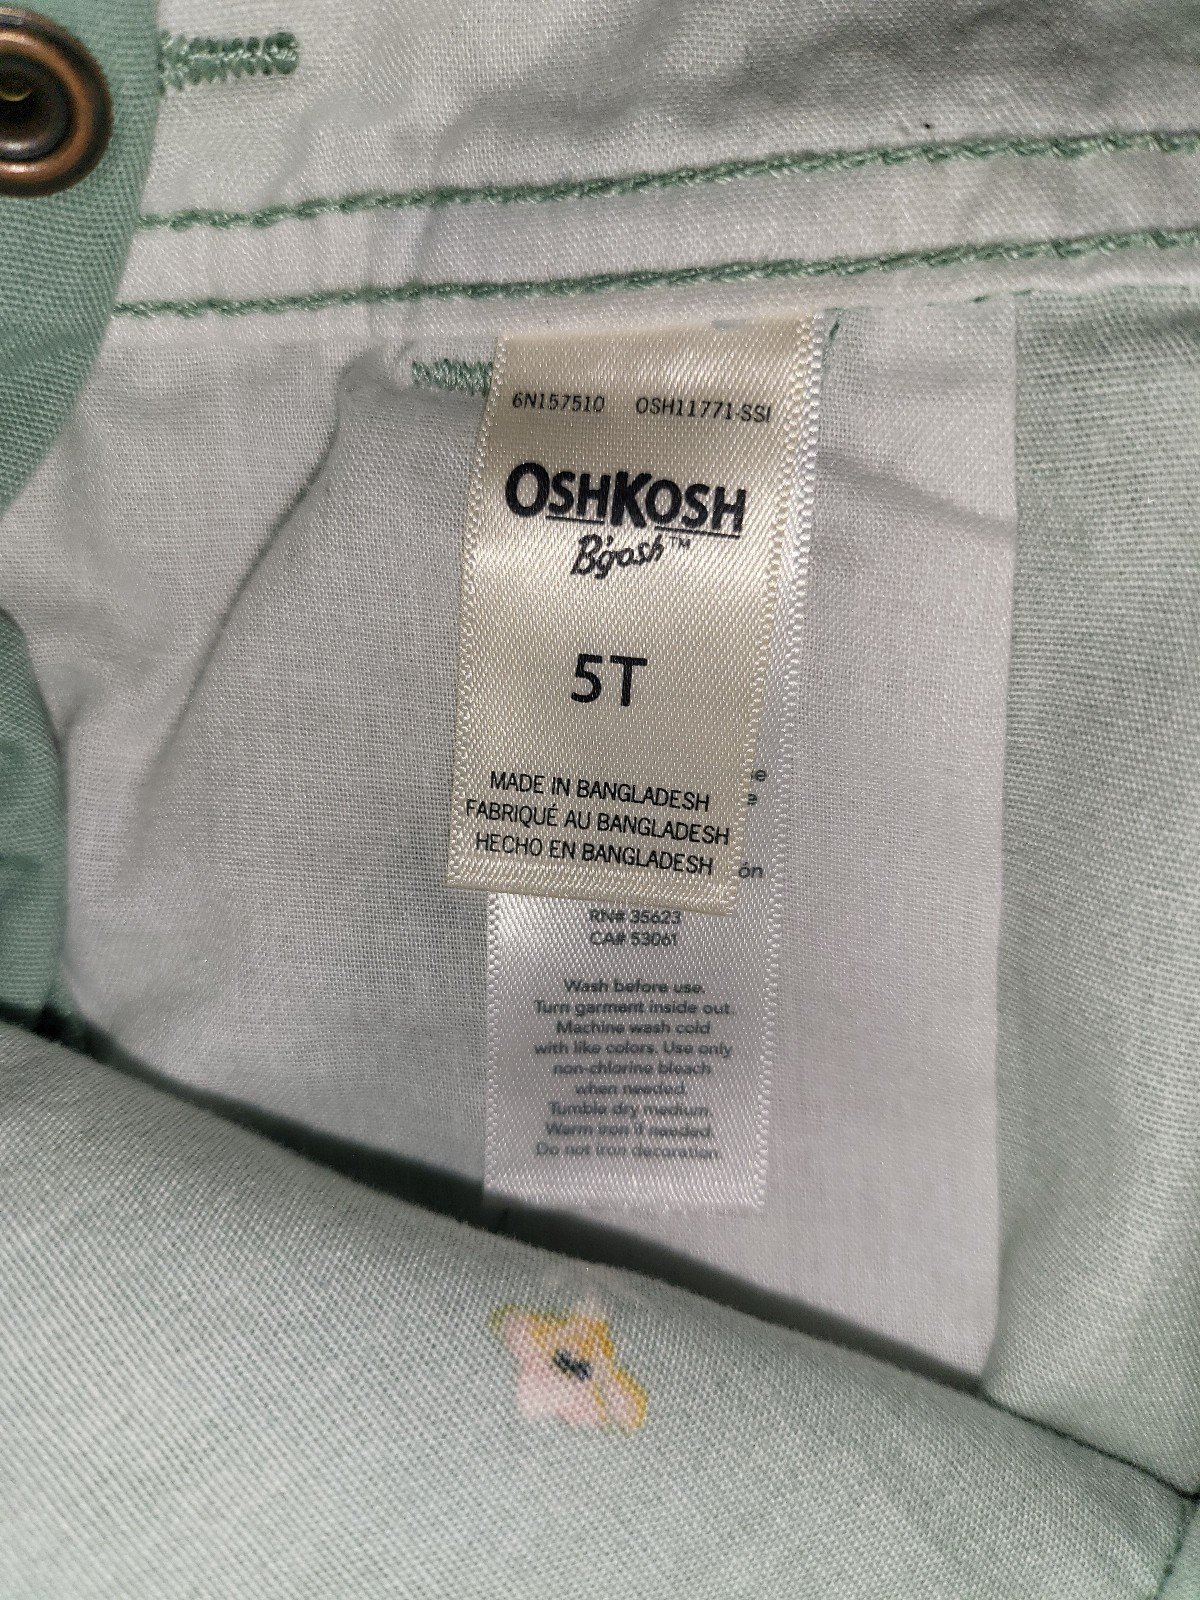 6N157510 OSH11771-SSI
OSHKOSH
B'gosh™
5T
MADE IN BANGLADESH
FABRIQUÉ AU BANGLADESH
HECHO EN BANGLADESH
RN# 35623
CA# 53061
Wash before use.
Turn garment inside out.
Machine wash cold
with like colors. Use only
non-chlorine bleach
when needed.
Tumble dry medium.
Warm iron if needed.
Do not iron decoration.